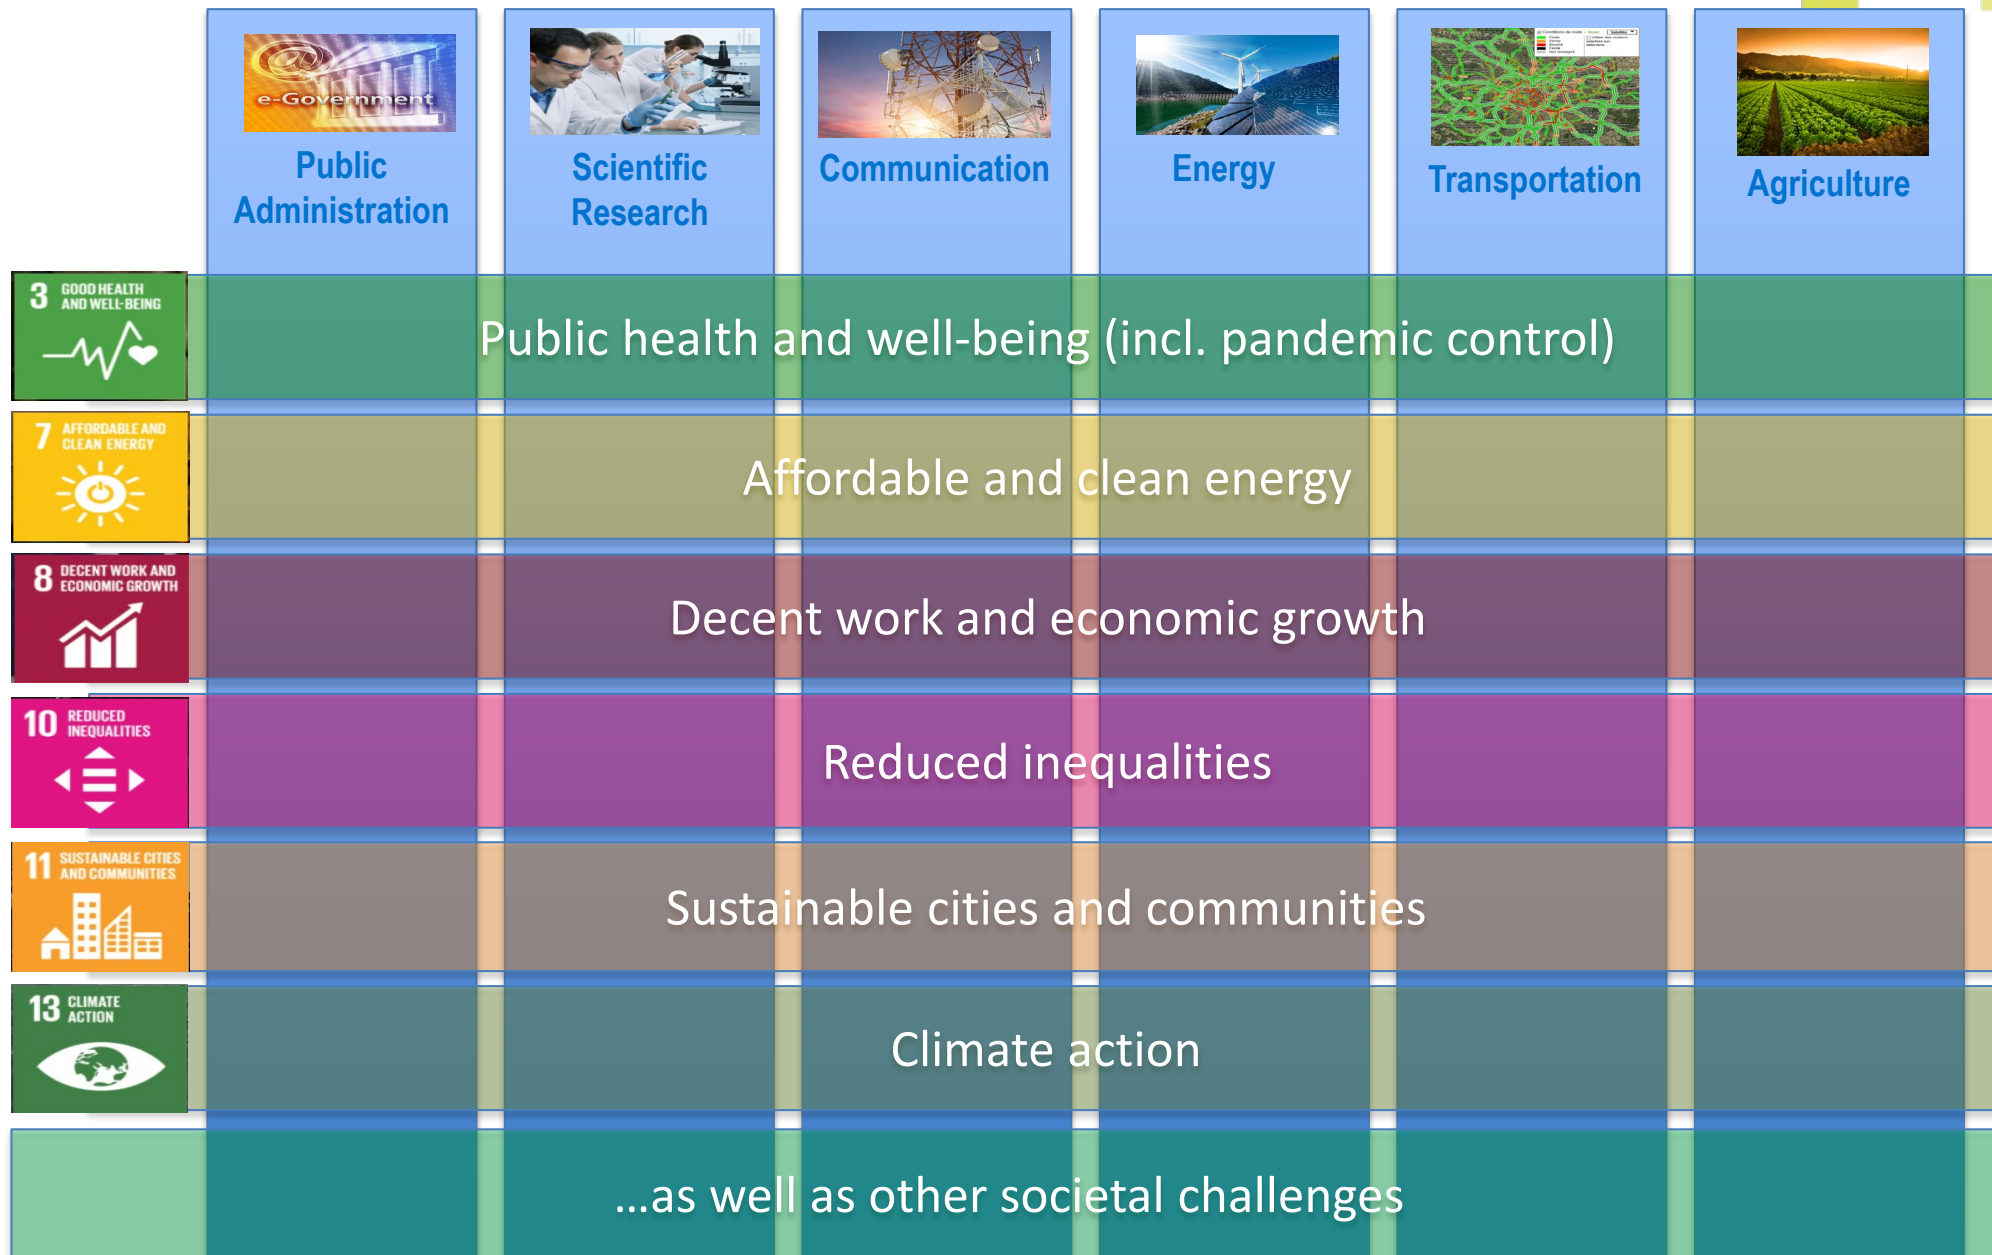 e-Government
Public
Administration
Scientific
Research
Communication
Energy
Transportation
Agriculture
3 GOOD HEALTH
AND WELL-BEING
Public health and well-being (incl. pandemic control)
7 AFFORDABLE AND
CLEAN ENERGY
Affordable and clean energy
8 DECENT WORK AND
ECONOMIC GROWTH
Decent work and economic growth
10 REDUCED
INEQUALITIES
Reduced inequalities
11 SUSTAINABLE CITIES
AND COMMUNITIES
Sustainable cities and communities
13 CLIMATE
ACTION
Climate action
...as well as other societal challenges